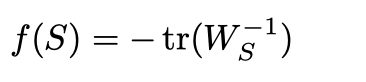 f(S) = − tr(W_S^{-1})